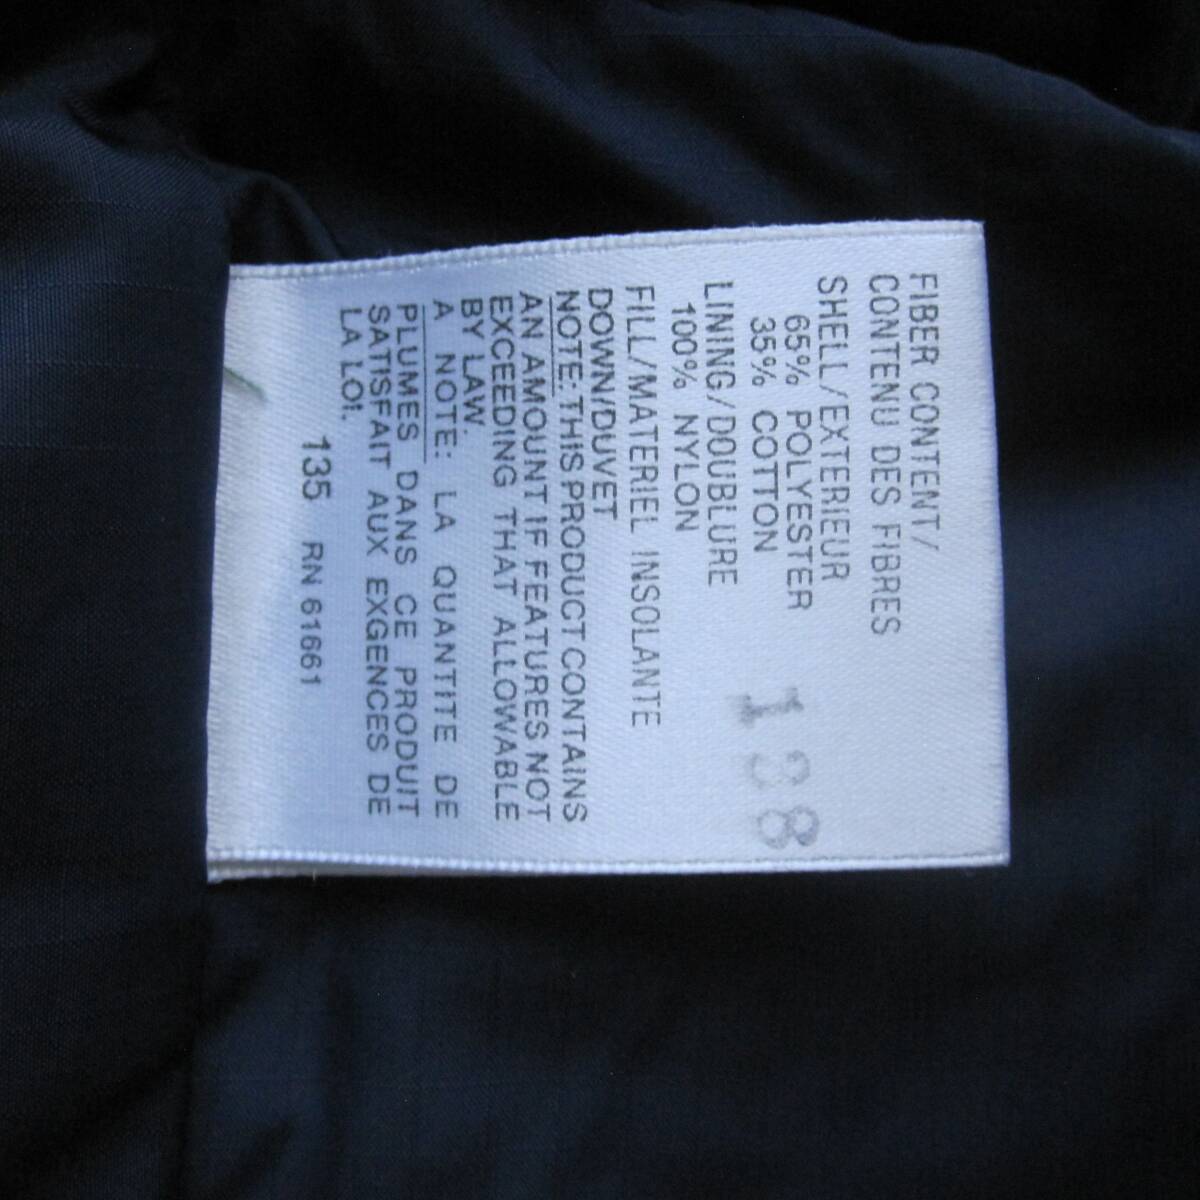 FIBER CONTENT/
CONTENU DES FIBRES
SHELL/EXTERIEUR
65% POLYESTER
35% COTTON
LINING/DOUBLURE
100% NYLON
138
FILL/MATERIEL INSOLANTE
DOWN/DUVET
NOTE: THIS PRODUCT CONTAINS
AN AMOUNT IF FEATURES NOT
EXCEEDING THAT ALLOWABLE
BY LAW.
A NOTE: LA QUANTITE DE
PLUMES DANS CE PRODUIT
SATISFAIT AUX EXGENCES DE
LA LOI.
135 RN 61661